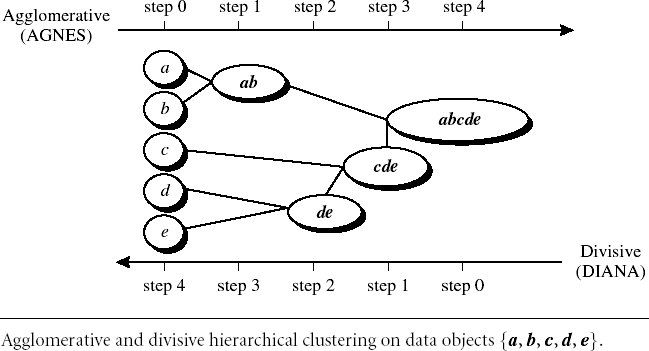 Agglomerative
(AGNES)
step 0 step 1 step 2 step 3 step 4
a
b
ab
c
d
e
abcde
cde
de
Divisive
(DIANA)
step 4 step 3 step 2 step 1 step 0
Agglomerative and divisive hierarchical clustering on data objects {a, b, c, d, e}.